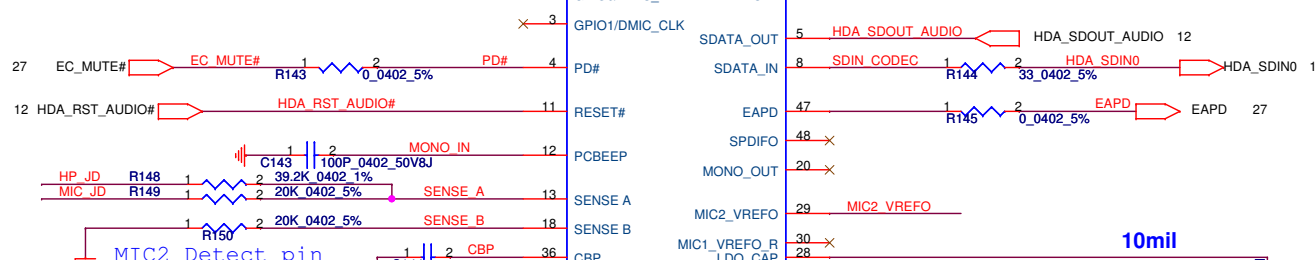 3 GPIO1/DMIC_CLK
SDATA_OUT 5 HDA_SDOUT_AUDIO HDA_SDOUT_AUDIO 12
27 EC_MUTE# EC_MUTE# 1 2 PD# 4 PD#
R143 0_0402_5%
SDATA_IN 8 SDIN_CODEC 1 2 HDA_SDIN0 HDA_SDIN0 1
R144 33_0402_5%
12 HDA_RST_AUDIO# HDA_RST_AUDIO# 11 RESET#
EAPD 47 1 2 EAPD EAPD 27
R145 0_0402_5%
SPDIFO 48
1 2 MONO_IN 12 PCBEEP
C143 100P_0402_50V8J
MONO_OUT 20
HP_JD R148 1 2 39.2K_0402_1%
MIC_JD R149 1 2 20K_0402_5% SENSE_A 13 SENSE A
MIC2_VREFO 29 MIC2_VREFO
1 2 20K_0402_5% SENSE_B 18 SENSE B
R150
MIC1_VREFO_R 30
10mil
MIC2 Detect pin
1 2 CBP 36 CBP
LDO_CAP 28